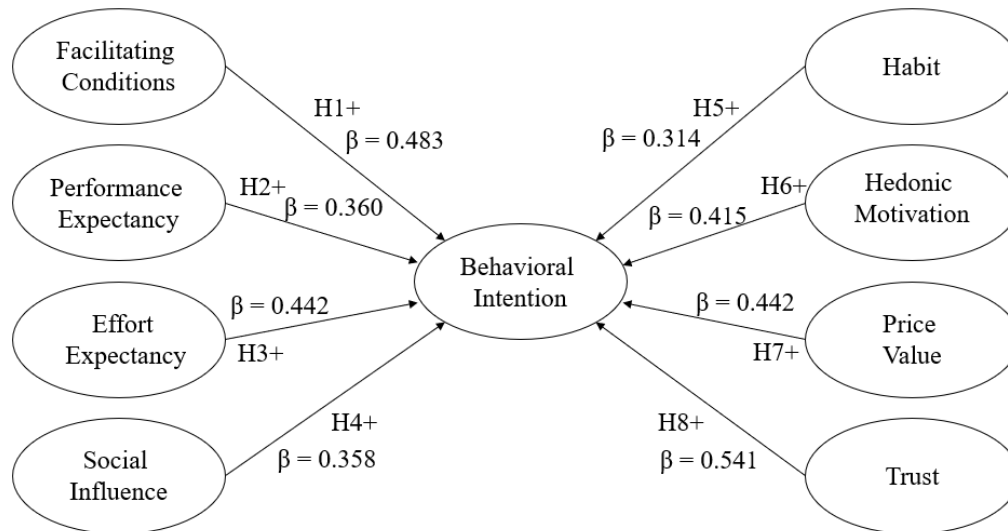 Facilitating
Conditions
H1+
β = 0.483
Performance
Expectancy
H2+
β = 0.360
Effort
Expectancy
β = 0.442
H3+
Social
Influence
H4+
β = 0.358
Behavioral
Intention
Habit
H5+
β = 0.314
Hedonic
Motivation
H6+
β = 0.415
Price
Value
β = 0.442
H7+
Trust
H8+
β = 0.541